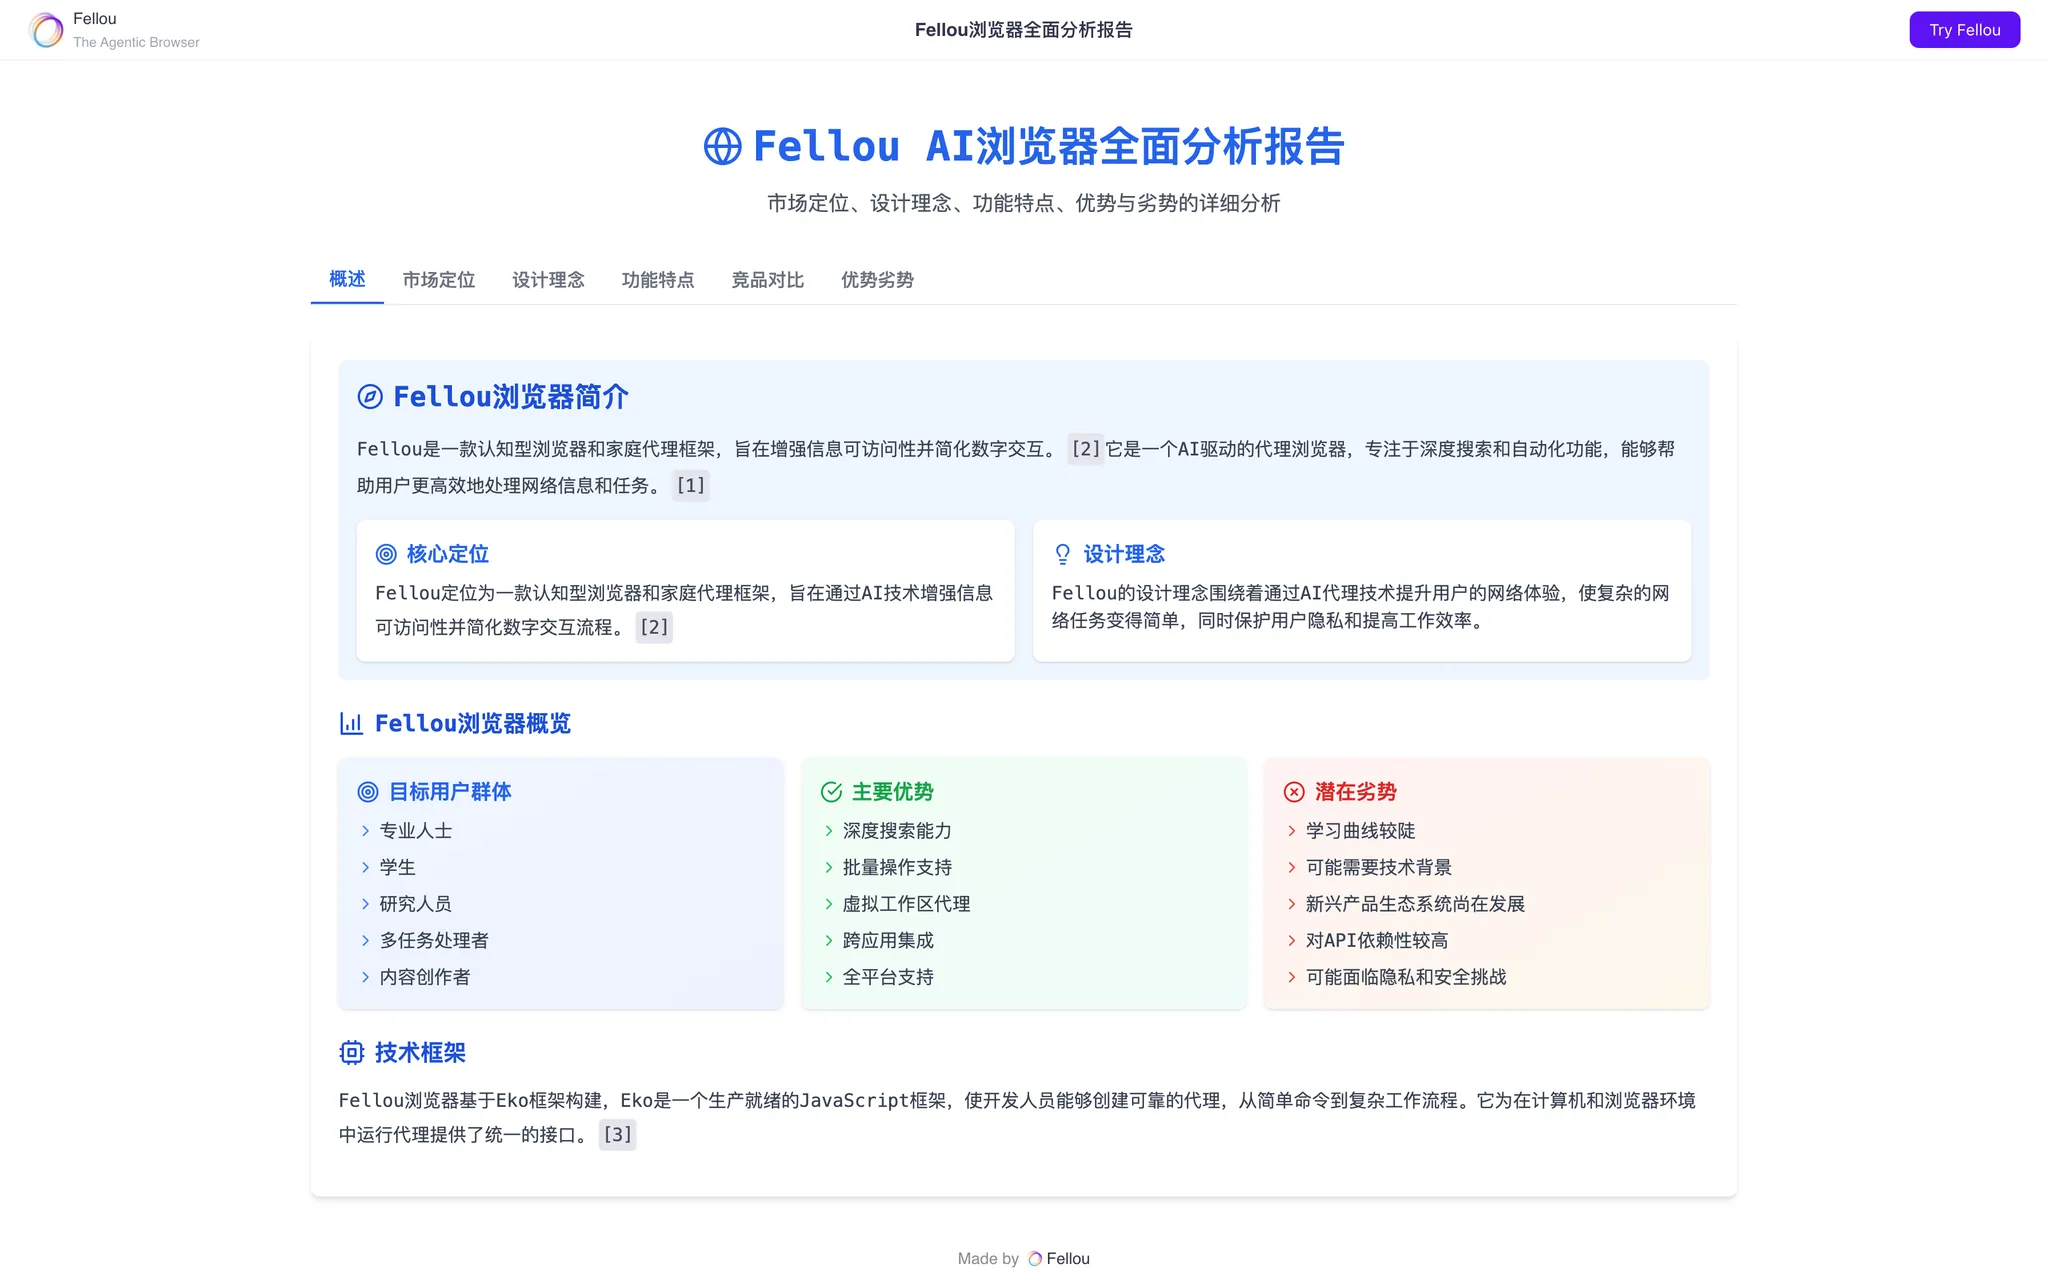 Fellou
The Agentic Browser
Fellou浏览器全面分析报告
Try Fellou
Fellou AI浏览器全面分析报告
市场定位、设计理念、功能特点、优势与劣势的详细分析
概述
市场定位
设计理念
功能特点
竞品对比
优势劣势
Fellou浏览器简介
Fellou是一款认知型浏览器和家庭代理框架，旨在增强信息可访问性并简化数字交互。 [2]它是一个AI驱动的代理浏览器，专注于深度搜索和自动化功能，能够帮
助用户更高效地处理网络信息和任务。 [1]
核心定位
Fellou定位为一款认知型浏览器和家庭代理框架，旨在通过AI技术增强信息
可访问性并简化数字交互流程。 [2]
设计理念
Fellou的设计理念围绕着通过AI代理技术提升用户的网络体验，使复杂的网
络任务变得简单，同时保护用户隐私和提高工作效率。
Fellou浏览器概览
目标用户群体
专业人士
学生
研究人员
多任务处理者
内容创作者
主要优势
深度搜索能力
批量操作支持
虚拟工作区代理
跨应用集成
全平台支持
潜在劣势
学习曲线较陡
可能需要技术背景
新兴产品生态系统尚在发展
对API依赖性较高
可能面临隐私和安全挑战
技术框架
Fellou浏览器基于Eko框架构建，Eko是一个生产就绪的JavaScript框架，使开发人员能够创建可靠的代理，从简单命令到复杂工作流程。它为在计算机和浏览器环境
中运行代理提供了统一的接口。 [3]
Made by Fellou